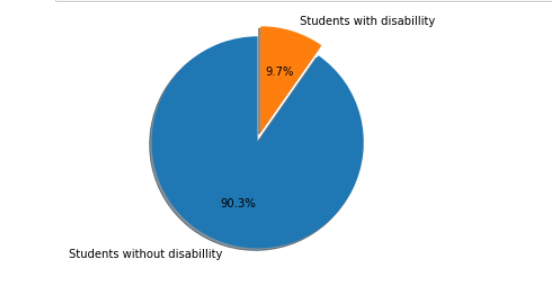 Students with disabillity
9.7%
90.3%
Students without disabillity